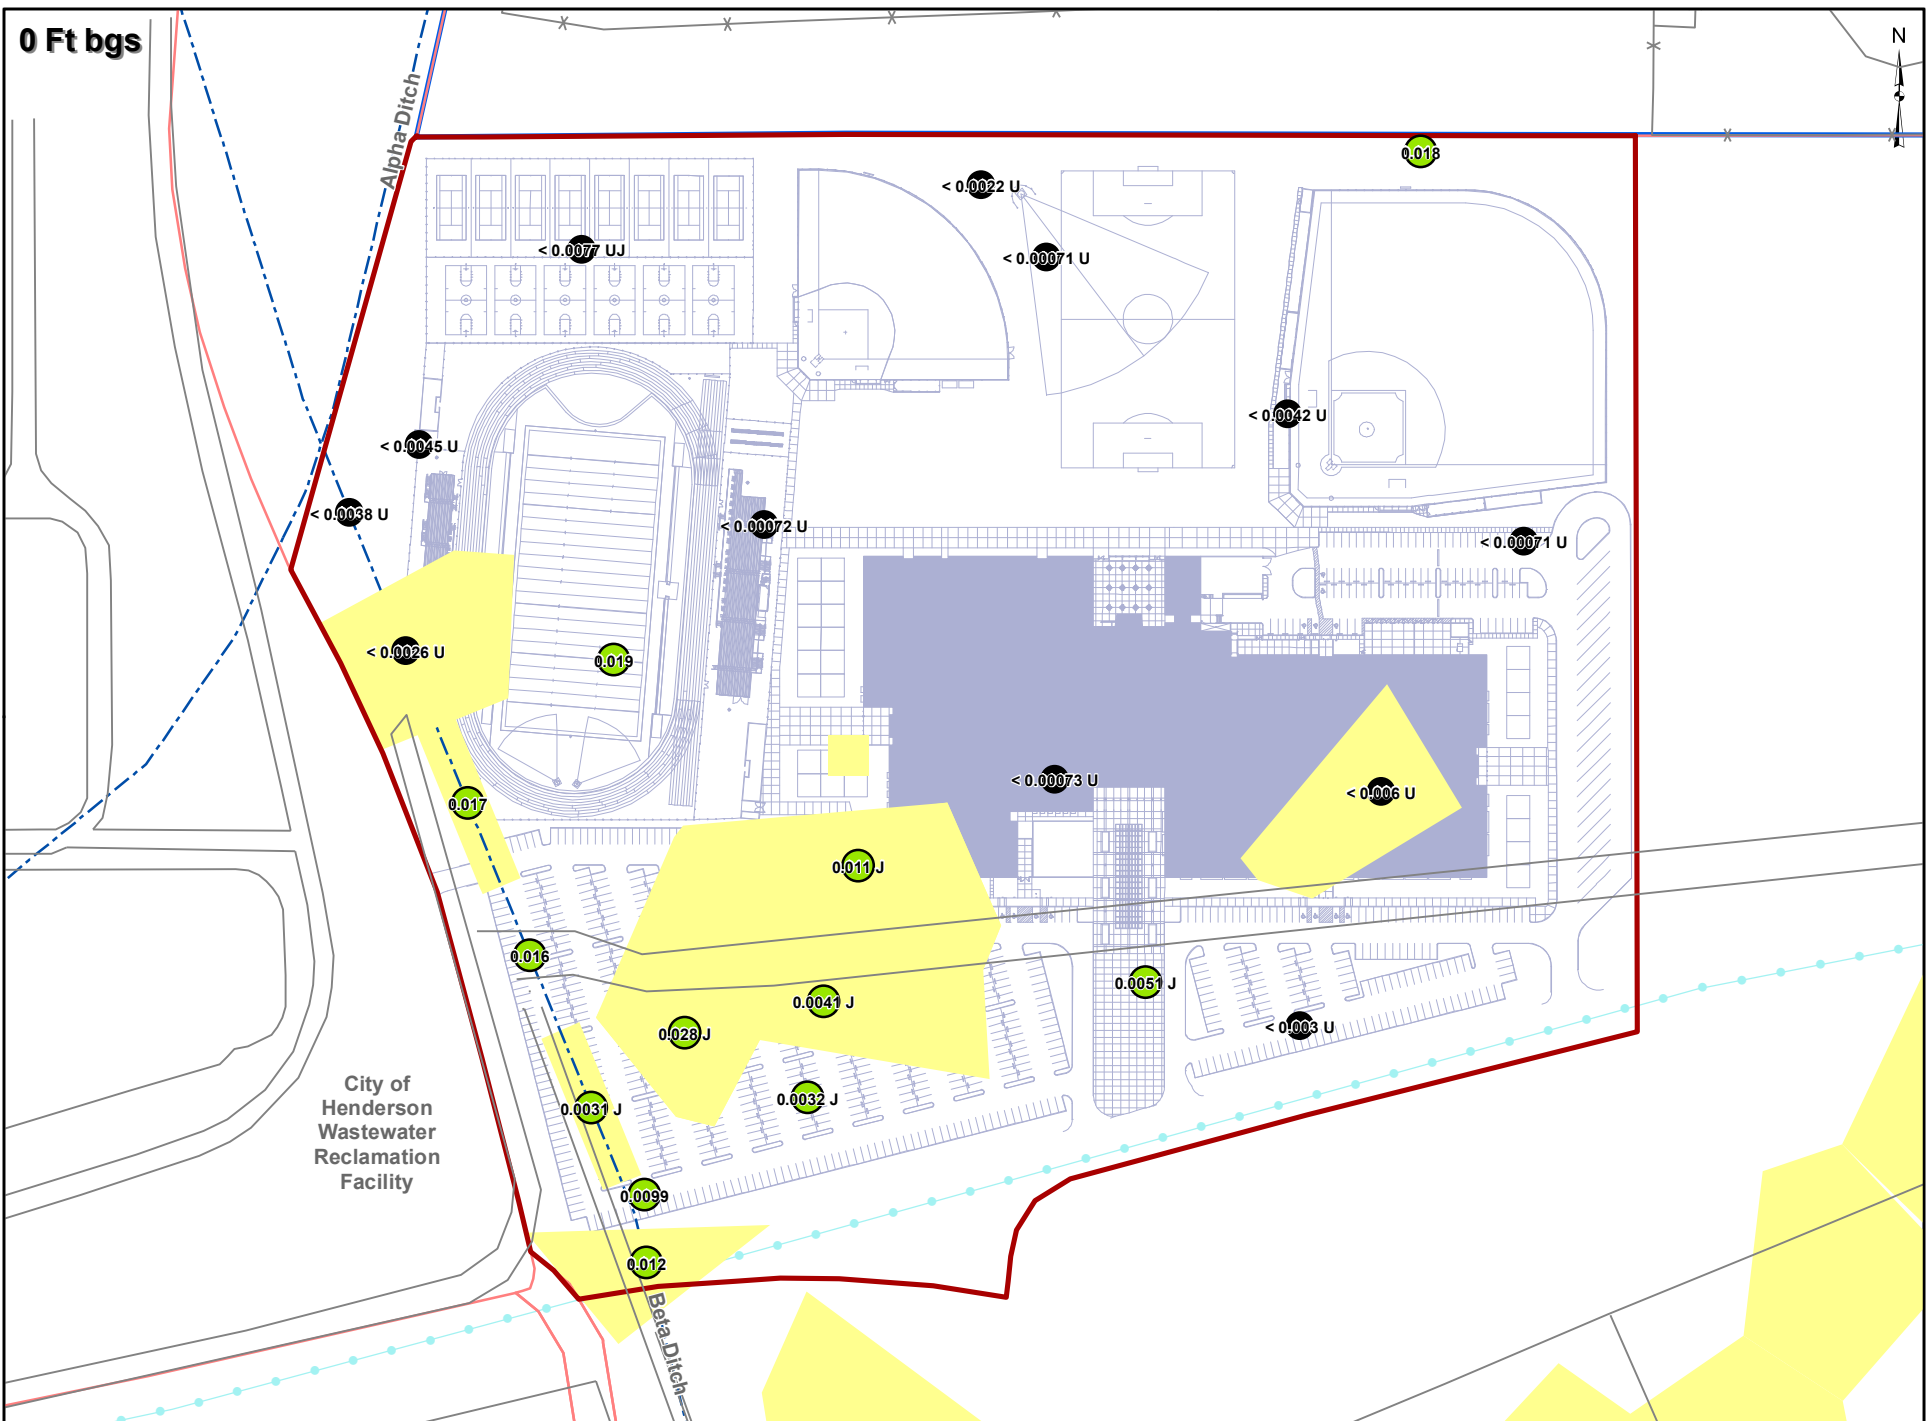 0 Ft bgs
N
Alpha Ditch
0.018
< 0.0022 U
< 0.0077 UJ
< 0.00071 U
< 0.0042 U
< 0.0045 U
< 0.0038 U
< 0.00072 U
< 0.00071 U
< 0.0026 U
0.019
< 0.00073 U
< 0.006 U
0.017
0.011 J
0.016
0.0051 J
0.0041 J
< 0.003 U
0.028 J
City of
Henderson
Wastewater
Reclamation
Facility
0.0032 J
0.0031 J
0.0099
0.012
Beta Ditch